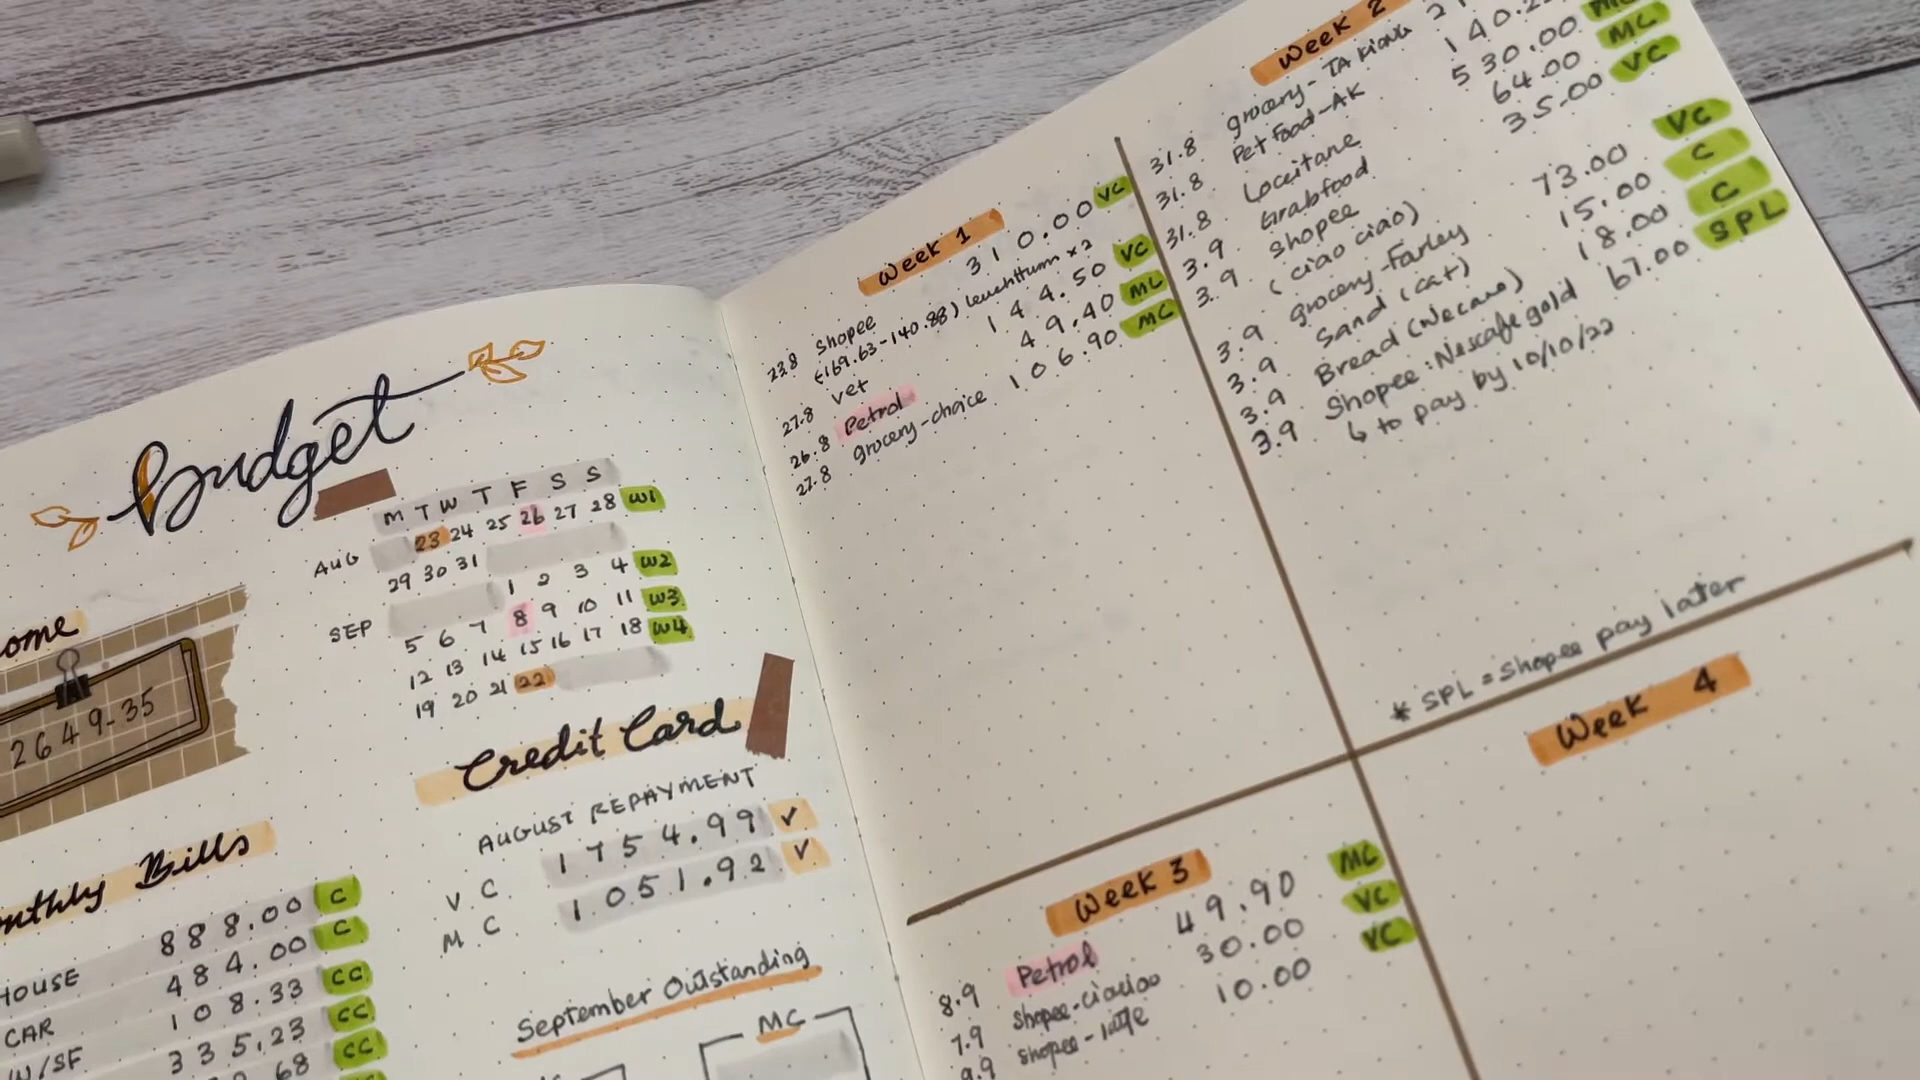 Budget
M T W T F S S
AUG 23 24 25 26 27 28 W1
29 30 31
SEP 1 2 3 4 W2
5 6 7 8 9 10 11 W3
12 13 14 15 16 17 18 W4
19 20 21 22
ome
2649-35
Credit Card
AUGUST REPAYMENT
V C 1754.99 ✓
M C 1051.92 ✓
nthly Bills
HOUSE 888.00 C
CAR 484.00 C
W/SF 108.33 CC
335.23 CC
68 CC
September Outstanding
MC
Week 1
23.8 Shopee 310.00 VC
(169.63-140.88) leuchtturm x2
27.8 vet 144.50 VC
26.8 Petrol 49.40 MC
27.8 grocery-choice 106.90 MC
Week 2
31.8 grocery- TA KIONG
31.8 Pet Food-AK 140.2
31.8 Loccitane 530.00 MC
3.9 Grabfood 64.00 MC
3.9 Shopee 35.00 VC
(ciao ciao)
3.9 grocery-Farley 73.00 VC
3.9 Sand (cat) 15.00 C
3.9 Bread 18.00 C
3.9 Shopee: Nescafe gold 67.00 SPL
↳ to pay by 10/10/22
* SPL = Shopee pay later
Week 3
8.9 Petrol 49.90 MC
7.9 Shopee-ciaociao 30.00 VC
9.9 Shopee- 10.00 VC
Week 4